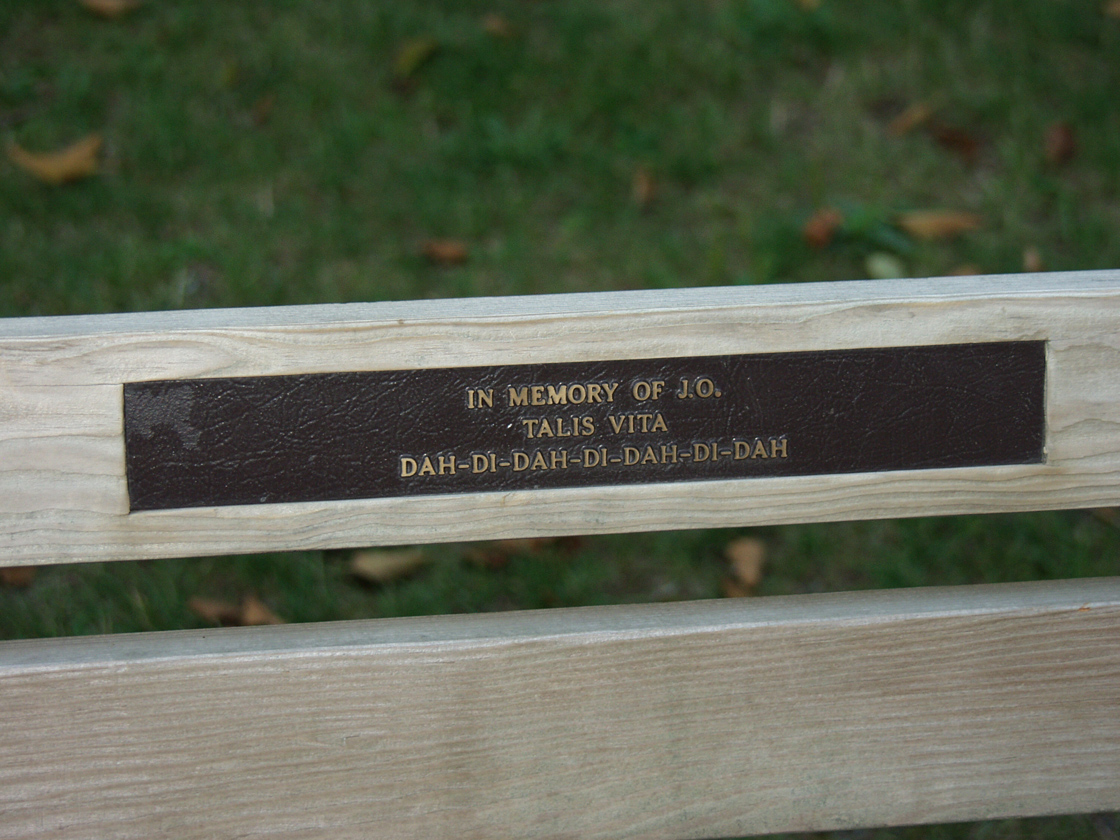 IN MEMORY OF J.O.
TALIS VITA
DAH-DI-DAH-DI-DAH-DI-DAH